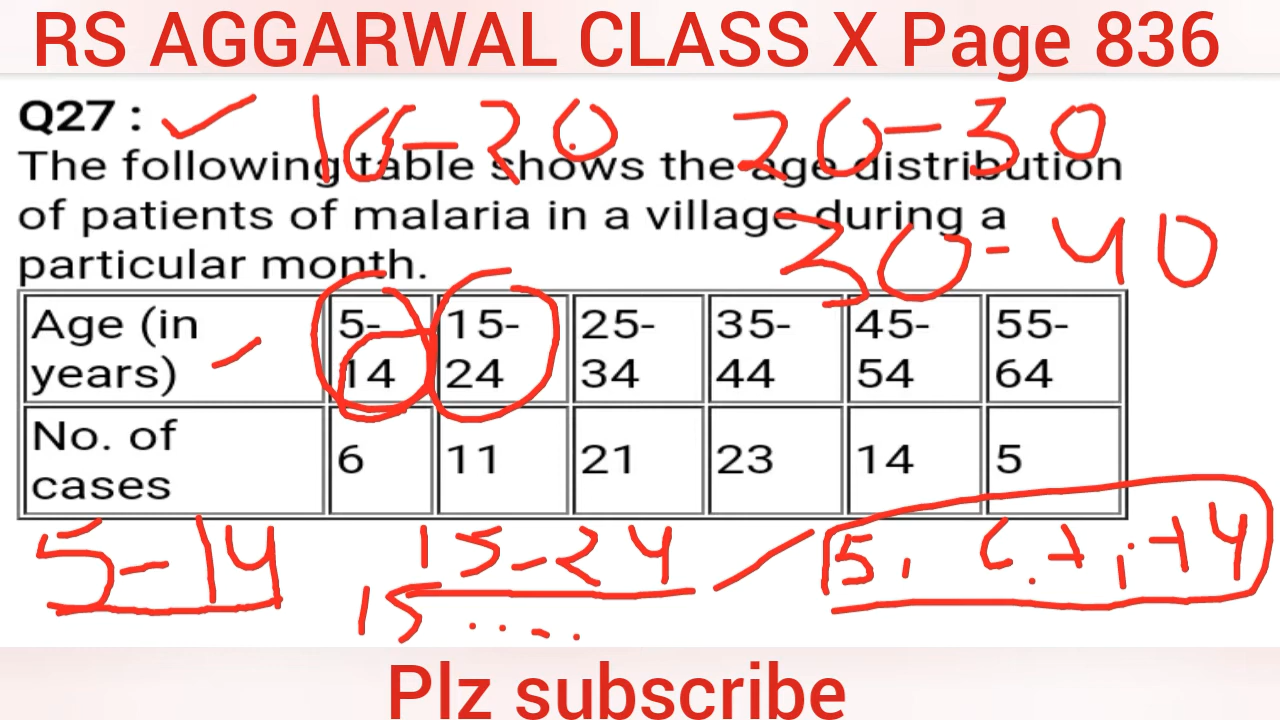 RS AGGARWAL CLASS X Page 836
Q27 :
10-20 20-30
The following table shows the age distribution
of patients of malaria in a village during a
30-40
particular month.
Age (in years) 5-14 15-24 25-34 35-44 45-54 55-64
No. of cases 6 11 21 23 14 5
5-14 15-24 5, 6
15 ....
Plz subscribe